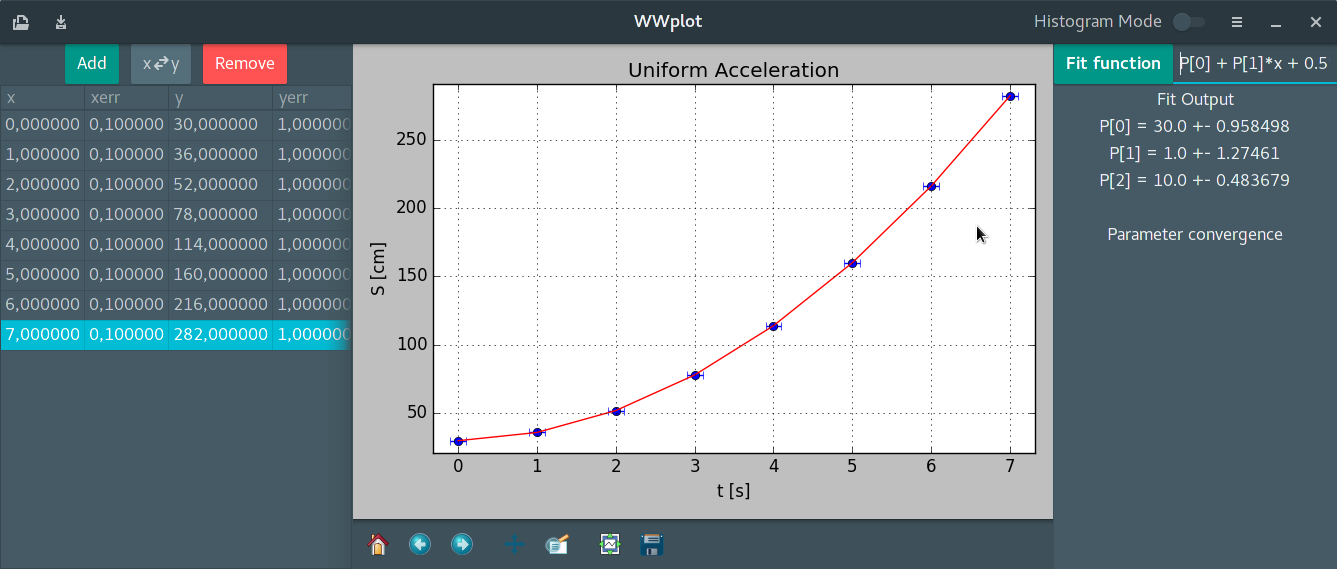 WWplot
Histogram Mode
Add x⇄y Remove
x xerr y yerr
0,000000 0,100000 30,000000 1,000000
1,000000 0,100000 36,000000 1,000000
2,000000 0,100000 52,000000 1,000000
3,000000 0,100000 78,000000 1,000000
4,000000 0,100000 114,000000 1,000000
5,000000 0,100000 160,000000 1,000000
6,000000 0,100000 216,000000 1,000000
7,000000 0,100000 282,000000 1,000000
Uniform Acceleration
250
200
150
100
50
S [cm]
0 1 2 3 4 5 6 7
t [s]
Fit function P[0] + P[1]*x + 0.5
Fit Output
P[0] = 30.0 +- 0.958498
P[1] = 1.0 +- 1.27461
P[2] = 10.0 +- 0.483679
Parameter convergence